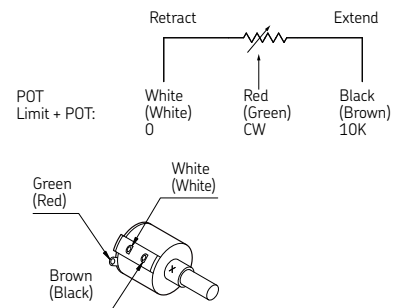 Retract Extend
POT White Red Black
Limit + POT: (White) (Green) (Brown)
0 CW 10K
White
(White)
Green
(Red)
Brown
(Black)